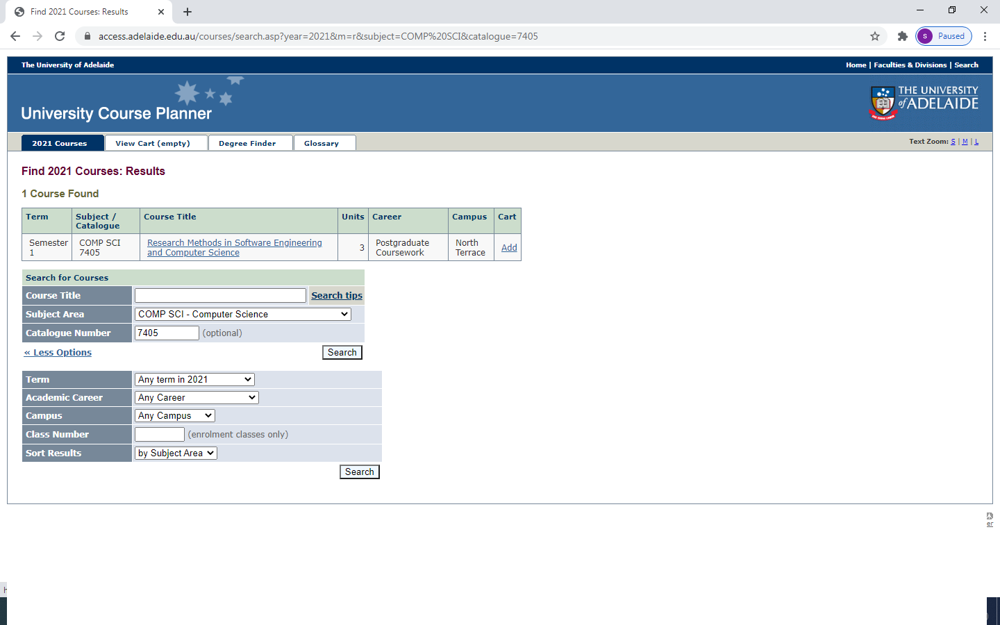 Find 2021 Courses: Results
access.adelaide.edu.au/courses/search.asp?year=2021&m=r&subject=COMP%20SCI&catalogue=7405
S Paused
The University of Adelaide
Home | Faculties & Divisions | Search
University Course Planner
THE UNIVERSITY
of ADELAIDE
2021 Courses
View Cart (empty)
Degree Finder
Glossary
Text Zoom: S | M | L
Find 2021 Courses: Results
1 Course Found
Term
Subject /
Catalogue
Course Title
Units
Career
Campus
Cart
Semester
1
COMP SCI
7405
Research Methods in Software Engineering
and Computer Science
3
Postgraduate
Coursework
North
Terrace
Add
Search for Courses
Course Title
Search tips
Subject Area
COMP SCI - Computer Science
Catalogue Number
7405
(optional)
« Less Options
Search
Term
Any term in 2021
Academic Career
Any Career
Campus
Any Campus
Class Number
(enrolment classes only)
Sort Results
by Subject Area
Search
er